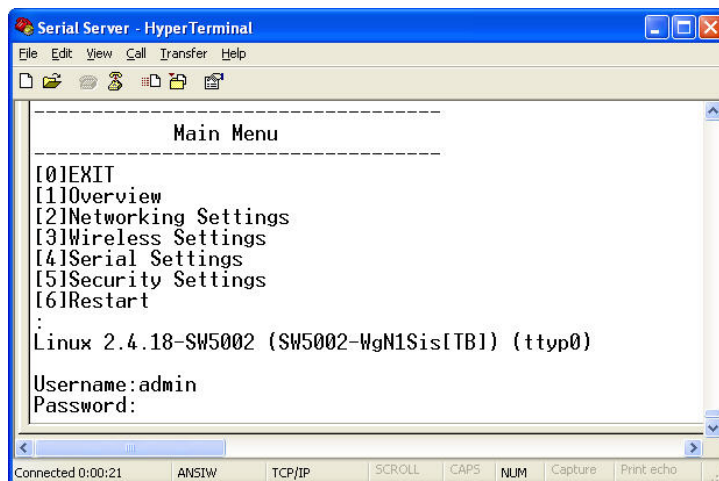 Serial Server - HyperTerminal
File Edit View Call Transfer Help
-----------------------------------
Main Menu
-----------------------------------
[0]EXIT
[1]Overview
[2]Networking Settings
[3]Wireless Settings
[4]Serial Settings
[5]Security Settings
[6]Restart
:
Linux 2.4.18-SW5002 (SW5002-WgN1Sis[TB]) (ttyp0)
Username:admin
Password:
Connected 0:00:21 ANSIW TCP/IP SCROLL CAPS NUM Capture Print echo